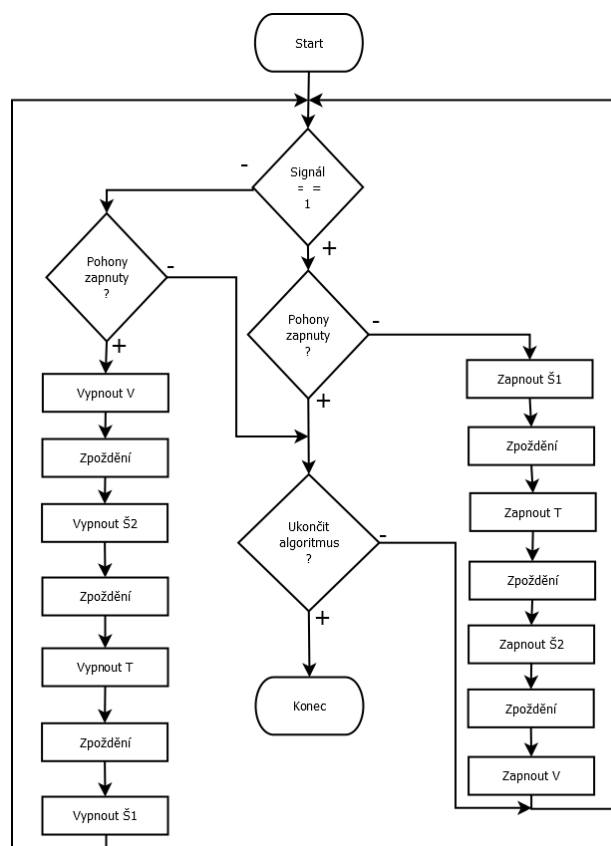 Start
Signál
= =
1
-
+
Pohony
zapnuty
?
-
+
Pohony
zapnuty
?
-
+
Vypnout V
Zpoždění
Vypnout Š2
Zpoždění
Vypnout T
Zpoždění
Vypnout Š1
Zapnout Š1
Zpoždění
Zapnout T
Zpoždění
Zapnout Š2
Zpoždění
Zapnout V
Ukončit
algoritmus
?
-
+
Konec